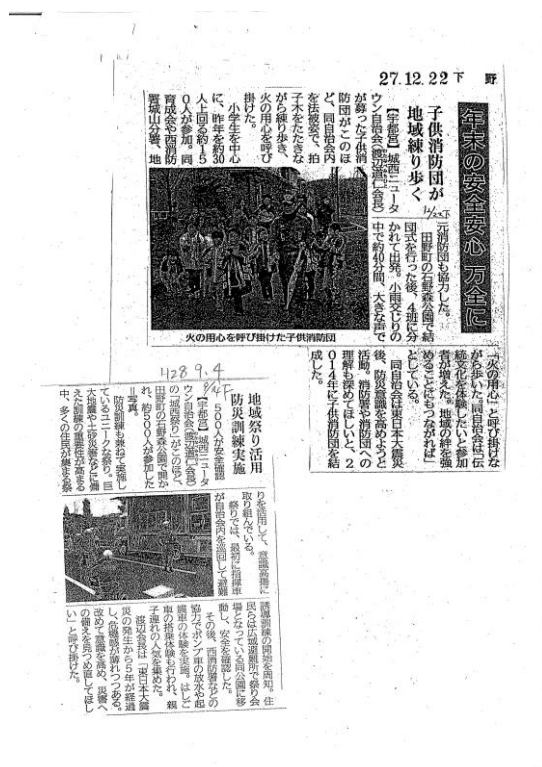 27.12.22 下 野
年末の安全安心 万全に
子供消防団が
地域練り歩く
12/22下
【宇都宮】城西ニュータ
ウン自治会(渡辺道仁会長)
が募った子供消
防団がこのほ
ど、同自治会内
を法被姿で、拍
子木をたたきな
がら練り歩き、
火の用心を呼び
掛けた。
小学生を中心
に、昨年を約30
人上回る約15
0人が参加。同
育成会や西消防
署城山分署、地
元消防団も協力した。
田野町の石野森公園で結
団式を行った後、4班に分
かれて出発。小雨交じりの
中で約40分間、大きな声で
「火の用心」と呼び掛けな
がら歩いた。同自治会は「伝
統文化を体験したいと参加
者が増えた。地域の絆を強
めることにもつながれば」
としている。
同自治会は東日本大震災
後、防災意識を高めようと
活動。消防署や消防団への
理解も深めてほしいと、2
014年に子供消防団を結
成した。
火の用心を呼び掛けた子供消防団
H28.9.4
地域祭り活用
防災訓練実施
500人が安全確認
【宇都宮】城西ニュータ
ウン自治会(渡辺道仁会長)
の「城西祭り」がこのほど、
田野町の石野森公園で開か
れ、約500人が参加した
=写真。
防災訓練も兼ねて実施し
ているユニークな祭り。巨
大地震や土砂災害などに備
えた訓練の重要性が高まる
中、多くの住民が集まる祭
りを活用して、意識高揚に
取り組んでいる。
祭りでは、最初に指揮車
が自治会内を巡回して避難
誘導訓練の開始を周知。住
民らは広域避難所で祭り会
場となっている同公園に移
動し、安全を確認した。
その後、西消防署などの
協力でポンプ車の放水や起
震車の体験を実施。はしご
車の搭乗体験も行われ、親
子連れの人気を集めた。
渡辺会長は「東日本大震
災の発生から5年が経過
し、危機感が薄れつつある。
改めて意識を高め、災害へ
の備えを見つめ直してほし
い」と呼び掛けた。